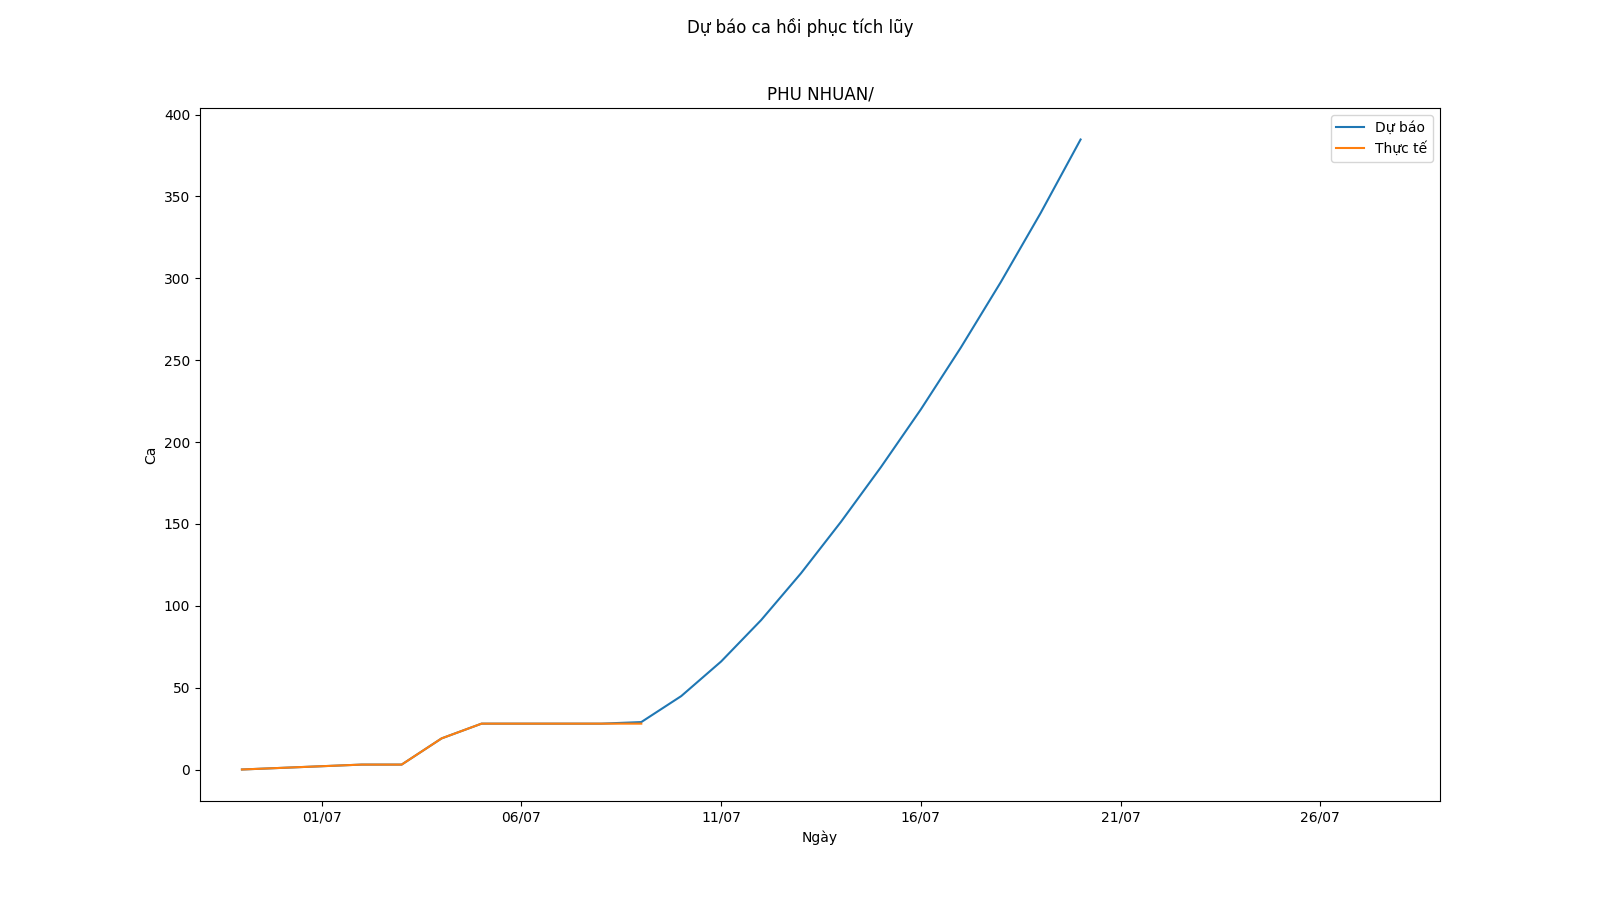 Dự báo ca hồi phục tích lũy
PHU NHUAN/
Dự báo
Thực tế
400
350
300
250
200
150
100
50
0
Ca
01/07 06/07 11/07 16/07 21/07 26/07
Ngày